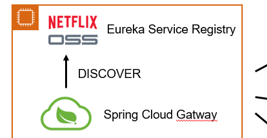 NETFLIX Eureka Service Registry
OSS
DISCOVER
Spring Cloud Gatway